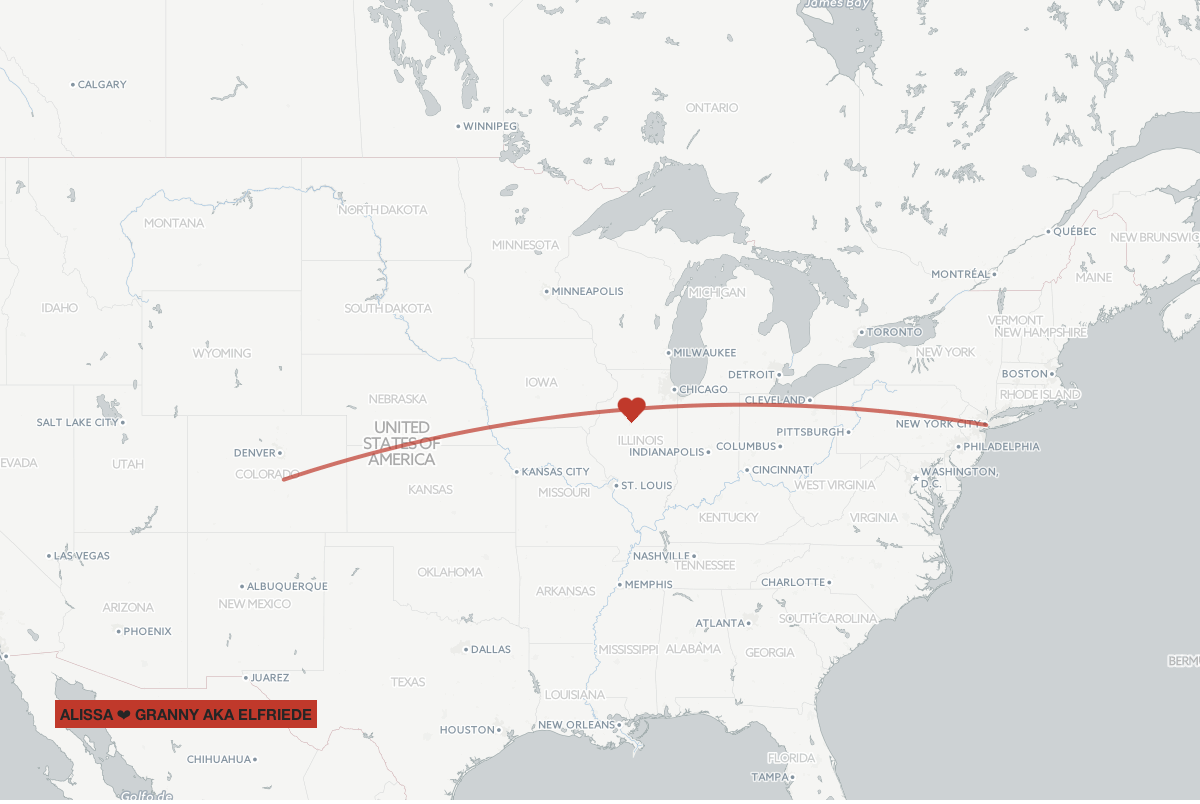 James Bay
CALGARY
ONTARIO
WINNIPEG
MONTANA
NORTH DAKOTA
MINNESOTA
QUÉBEC
NEW BRUNSWIC
MONTRÉAL
MAINE
IDAHO
SOUTH DAKOTA
MINNEAPOLIS
MICHIGAN
VERMONT
NEW HAMPSHIRE
TORONTO
WYOMING
MILWAUKEE
NEW YORK
DETROIT
BOSTON
IOWA
CHICAGO
RHODE ISLAND
NEBRASKA
CLEVELAND
SALT LAKE CITY
UNITED
STATES OF
AMERICA
NEW YORK CITY
PITTSBURGH
ILLINOIS
COLUMBUS
PHILADELPHIA
DENVER
INDIANAPOLIS
EVADA
UTAH
COLORADO
KANSAS CITY
CINCINNATI
WASHINGTON,
D.C.
KANSAS
MISSOURI
ST. LOUIS
WEST VIRGINIA
KENTUCKY
VIRGINIA
LAS VEGAS
NASHVILLE
TENNESSEE
OKLAHOMA
ALBUQUERQUE
MEMPHIS
CHARLOTTE
ARKANSAS
ARIZONA
NEW MEXICO
SOUTH CAROLINA
PHOENIX
ATLANTA
DALLAS
MISSISSIPPI
ALABAMA
GEORGIA
BERMU
JUAREZ
TEXAS
LOUISIANA
ALISSA ❤ GRANNY AKA ELFRIEDE
HOUSTON
NEW ORLEANS
CHIHUAHUA
FLORIDA
TAMPA
Golfo de